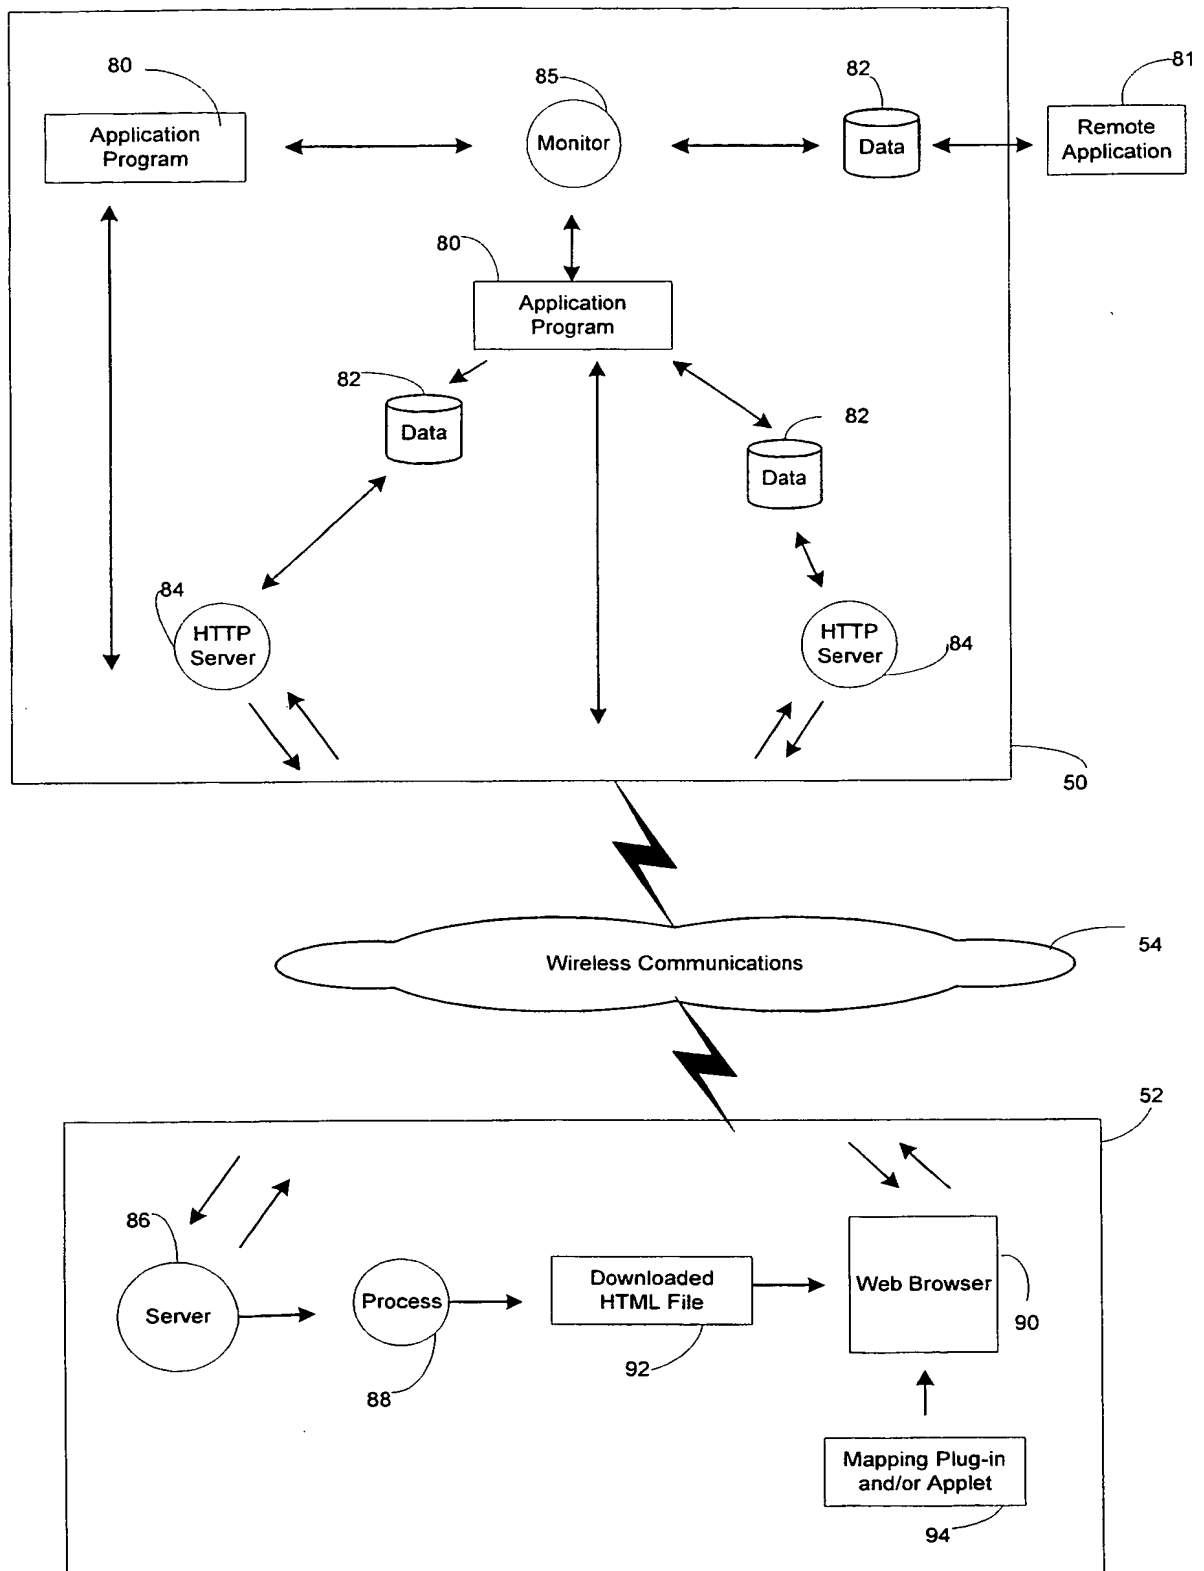 80
85
82
81
Application
Program
Monitor
Data
Remote
Application
80
Application
Program
82
Data
82
Data
84
HTTP
Server
HTTP
Server
84
50
Wireless Communications
54
52
86
Server
Process
88
Downloaded
HTML File
92
Web Browser
90
Mapping Plug-in
and/or Applet
94